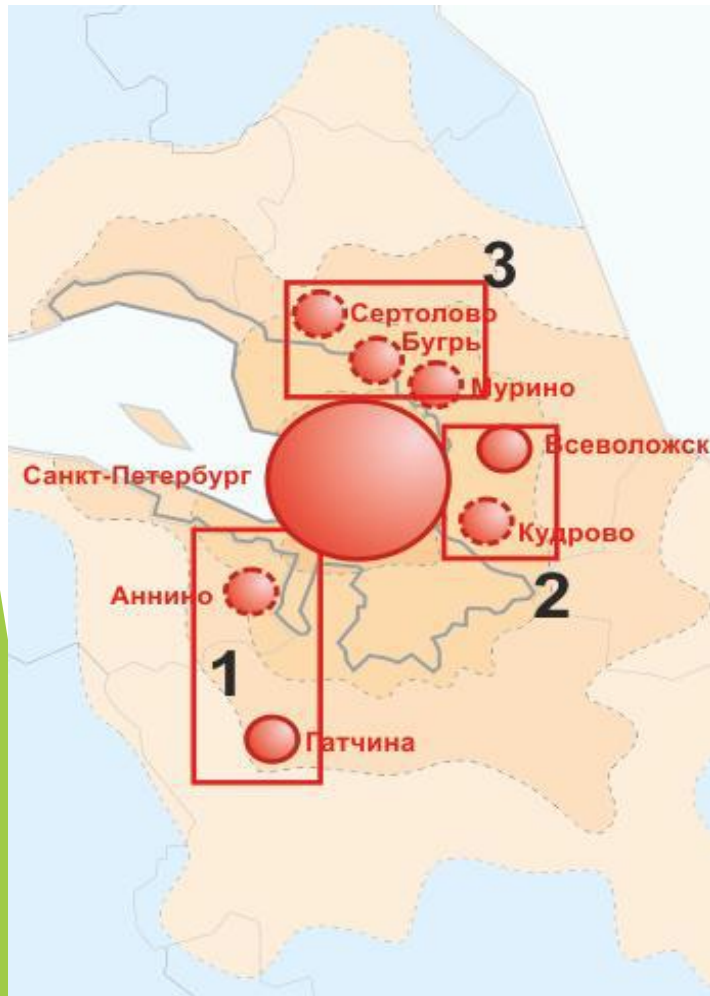 3
Сертолово
Бугрь
Мурино
Всеволожск
Санкт-Петербург
Кудрово
Аннино
2
1
Гатчина